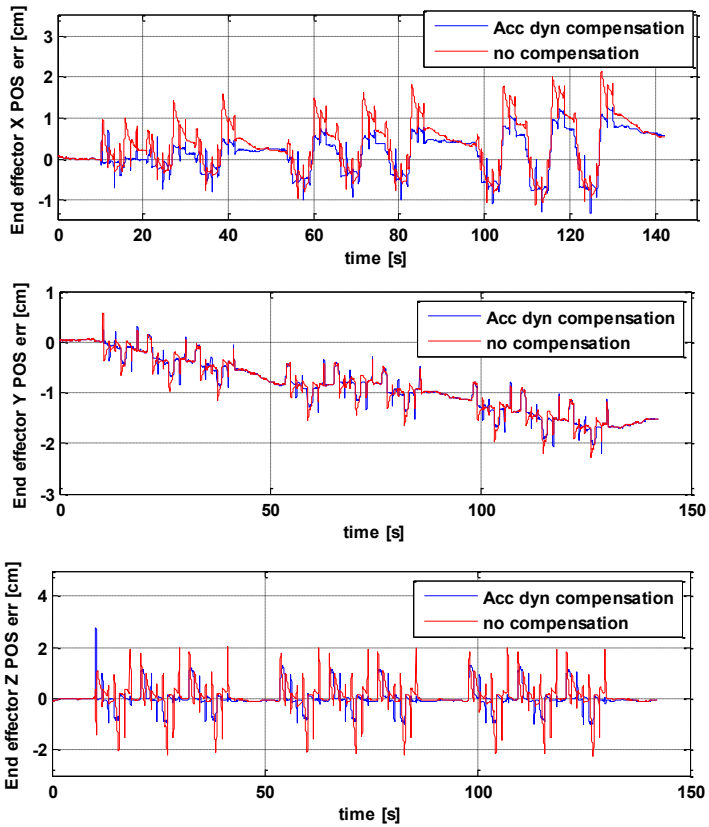 End effector X POS err [cm]
3
2
1
0
-1
Acc dyn compensation
no compensation
0 20 40 60 80 100 120 140
time [s]
End effector Y POS err [cm]
1
0
-1
-2
-3
Acc dyn compensation
no compensation
0 50 100 150
time [s]
End effector Z POS err [cm]
4
2
0
-2
Acc dyn compensation
no compensation
0 50 100 150
time [s]